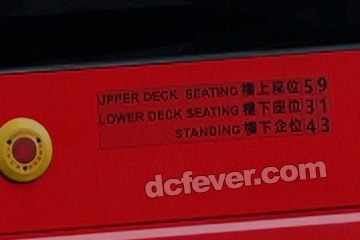 UPPER DECK SEATING 樓上座位 59
LOWER DECK SEATING 樓下座位 31
STANDING 樓下企位 43
dcfever.com